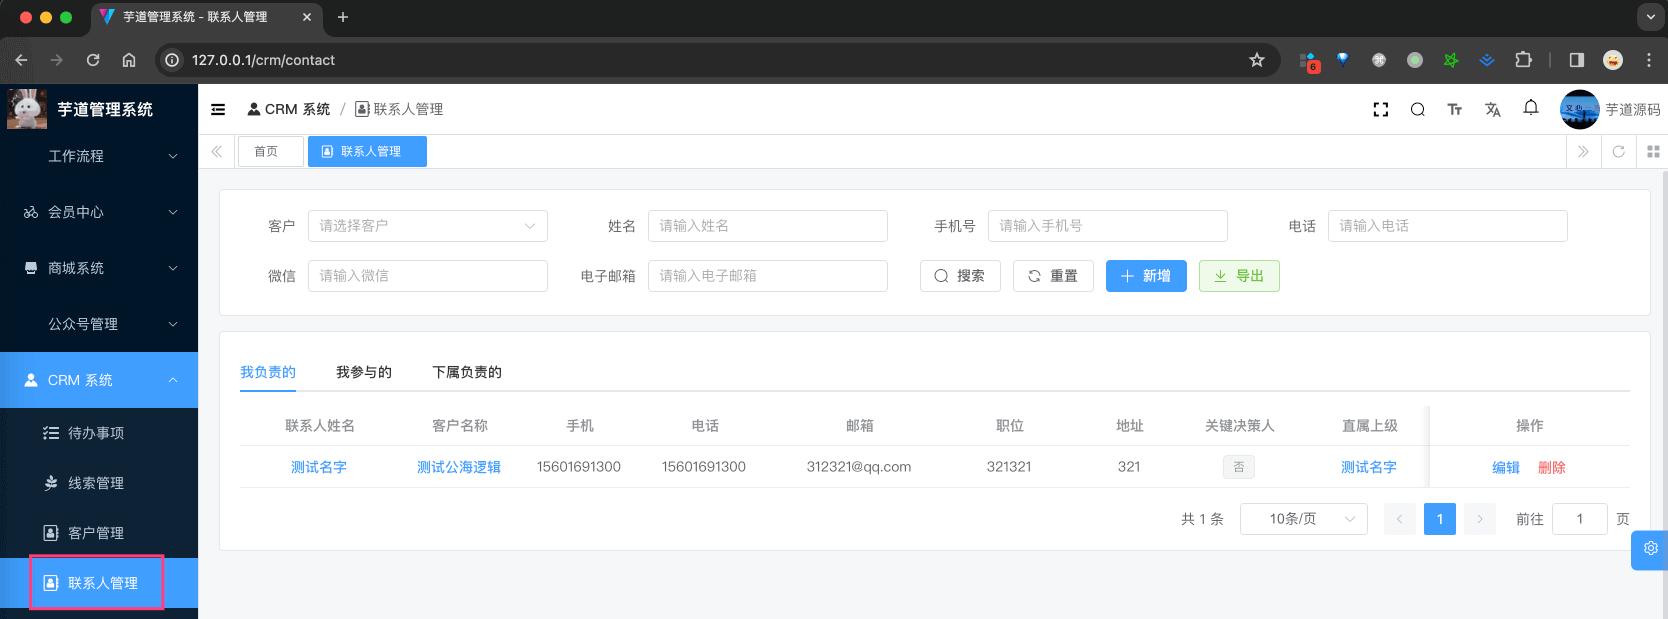 芋道管理系统 - 联系人管理
127.0.0.1/crm/contact
6
芋道管理系统
CRM 系统 / 联系人管理
芋道源码
首页
联系人管理
工作流程
会员中心
商城系统
公众号管理
CRM 系统
待办事项
线索管理
客户管理
联系人管理
客户 请选择客户 姓名 请输入姓名 手机号 请输入手机号 电话 请输入电话
微信 请输入微信 电子邮箱 请输入电子邮箱 搜索 重置 新增 导出
我负责的 我参与的 下属负责的
联系人姓名 客户名称 手机 电话 邮箱 职位 地址 关键决策人 直属上级 操作
测试名字 测试公海逻辑 15601691300 15601691300 312321@qq.com 321321 321 否 测试名字 编辑 删除
共 1 条 10条/页 1 前往 1 页